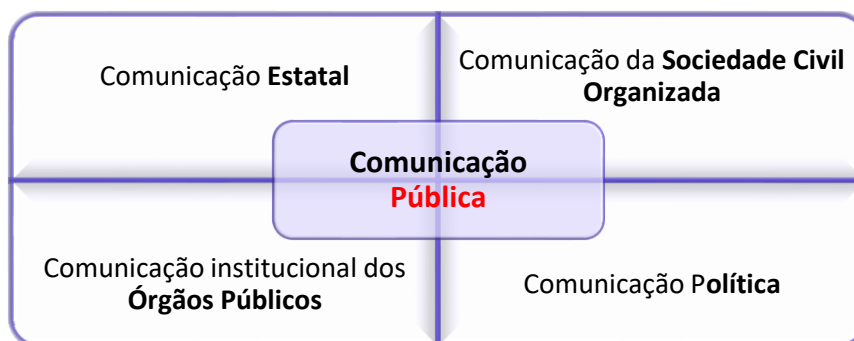 Comunicação Estatal
Comunicação da Sociedade Civil
Organizada
Comunicação
Pública
Comunicação institucional dos
Órgãos Públicos
Comunicação Política